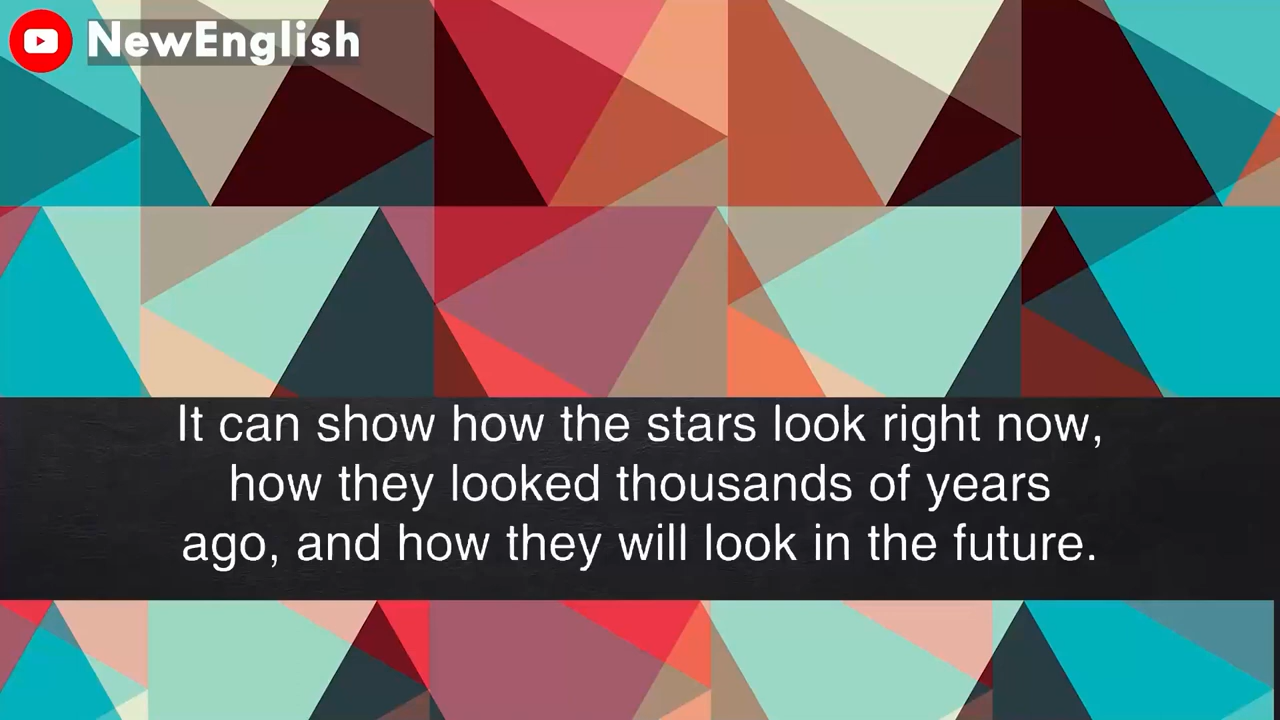 NewEnglish
It can show how the stars look right now,
how they looked thousands of years
ago, and how they will look in the future.